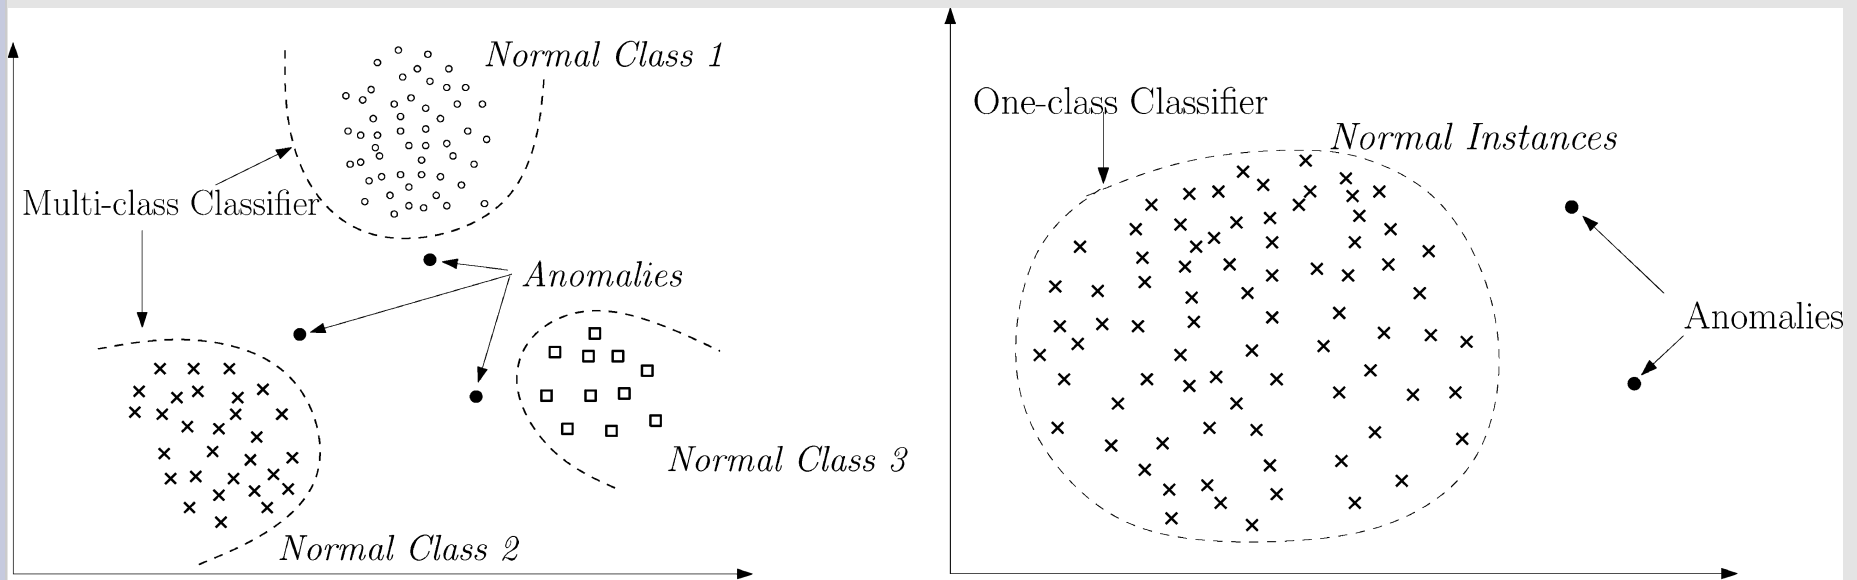 Normal Class 1
Multi-class Classifier
Anomalies
Normal Class 3
Normal Class 2
One-class Classifier
Normal Instances
Anomalies